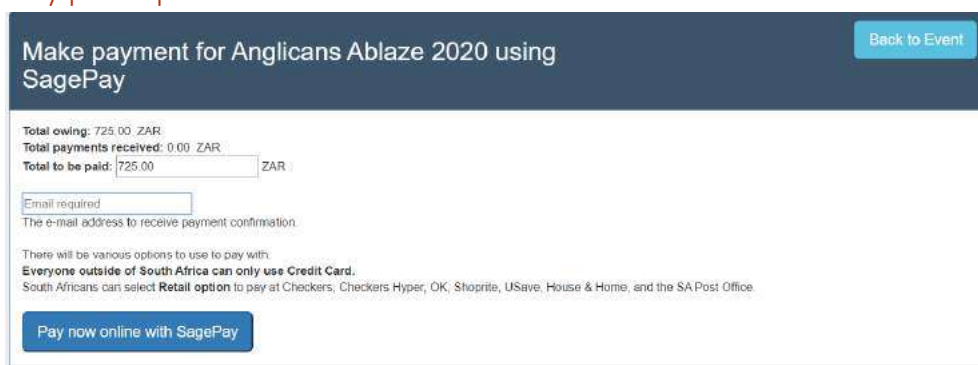 Make payment for Anglicans Ablaze 2020 using
SagePay
Back to Event
Total owing: 725.00 ZAR
Total payments received: 0.00 ZAR
Total to be paid: 725.00 ZAR
Email required
The e-mail address to receive payment confirmation.
There will be various options to use to pay with.
Everyone outside of South Africa can only use Credit Card.
South Africans can select Retail option to pay at Checkers, Checkers Hyper, OK, Shoprite, USave, House & Home, and the SA Post Office.
Pay now online with SagePay